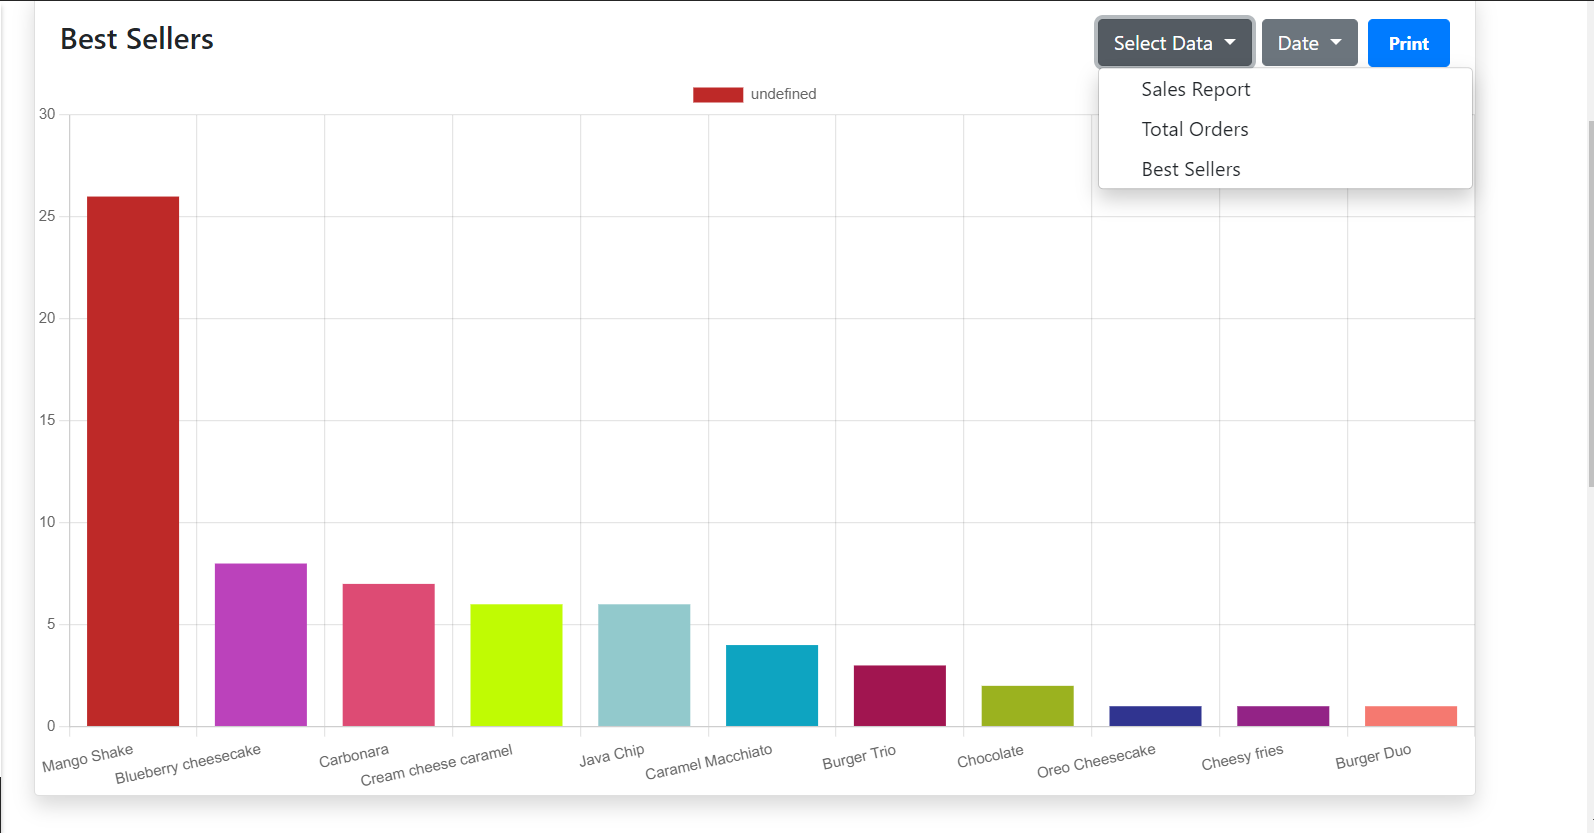 Best Sellers
Select Data
Date
Print
Sales Report
Total Orders
Best Sellers
undefined
30
25
20
15
10
5
0
Mango Shake
Blueberry cheesecake
Carbonara
Cream cheese caramel
Java Chip
Caramel Macchiato
Burger Trio
Chocolate
Oreo Cheesecake
Cheesy fries
Burger Duo